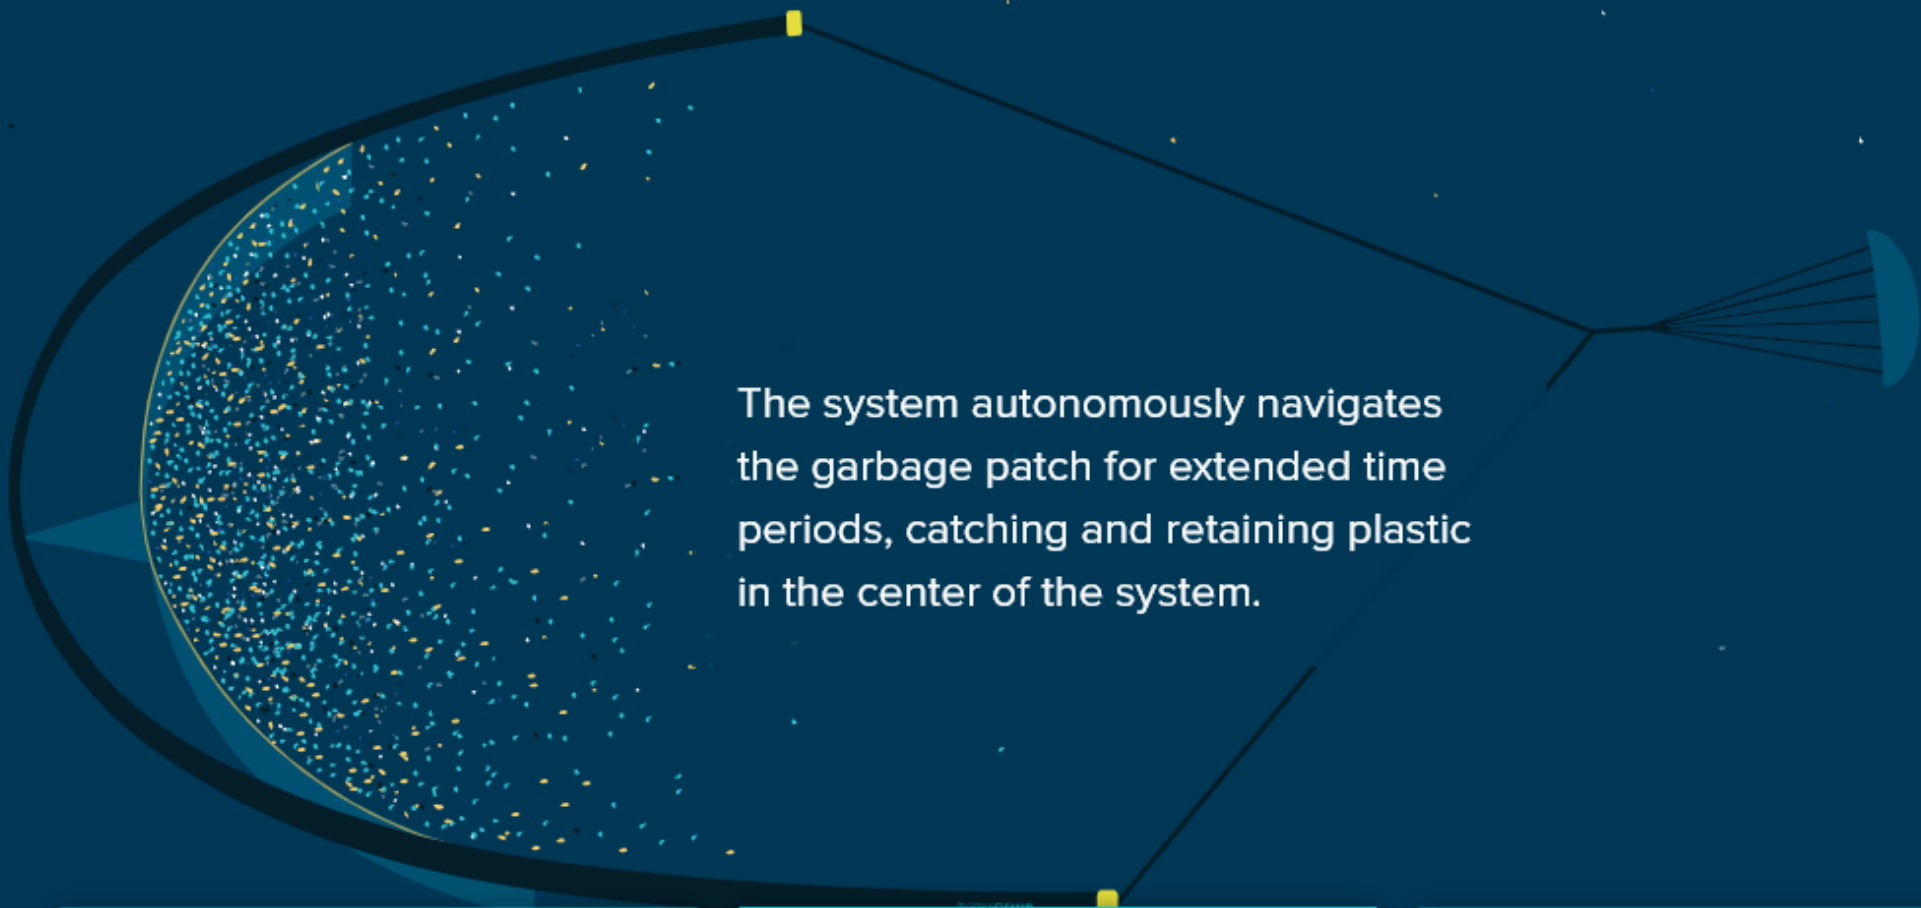 The system autonomously navigates
the garbage patch for extended time
periods, catching and retaining plastic
in the center of the system.